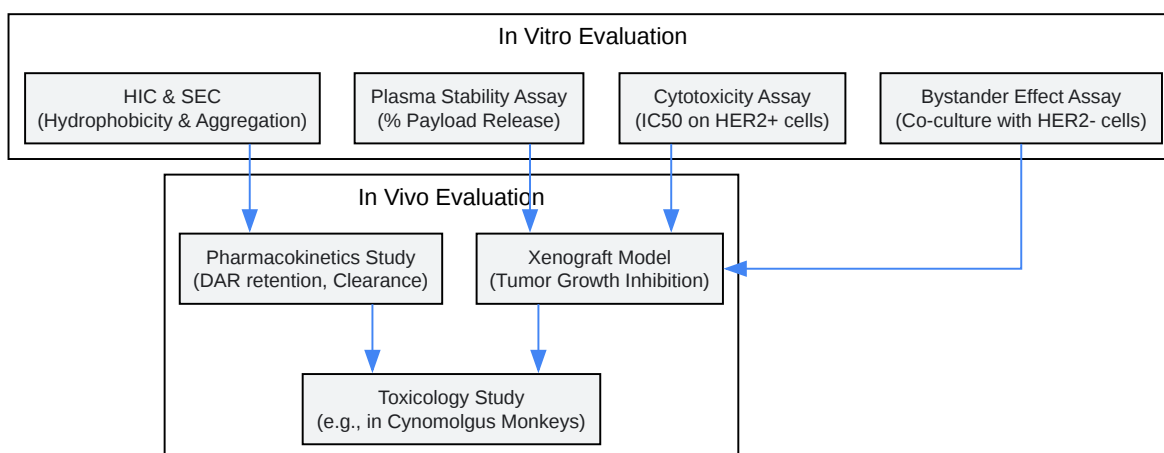 In Vitro Evaluation
HIC & SEC
(Hydrophobicity & Aggregation)
Plasma Stability Assay
(% Payload Release)
Cytotoxicity Assay
(IC50 on HER2+ cells)
Bystander Effect Assay
(Co-culture with HER2- cells)
In Vivo Evaluation
Pharmacokinetics Study
(DAR retention, Clearance)
Xenograft Model
(Tumor Growth Inhibition)
Toxicology Study
(e.g., in Cynomolgus Monkeys)